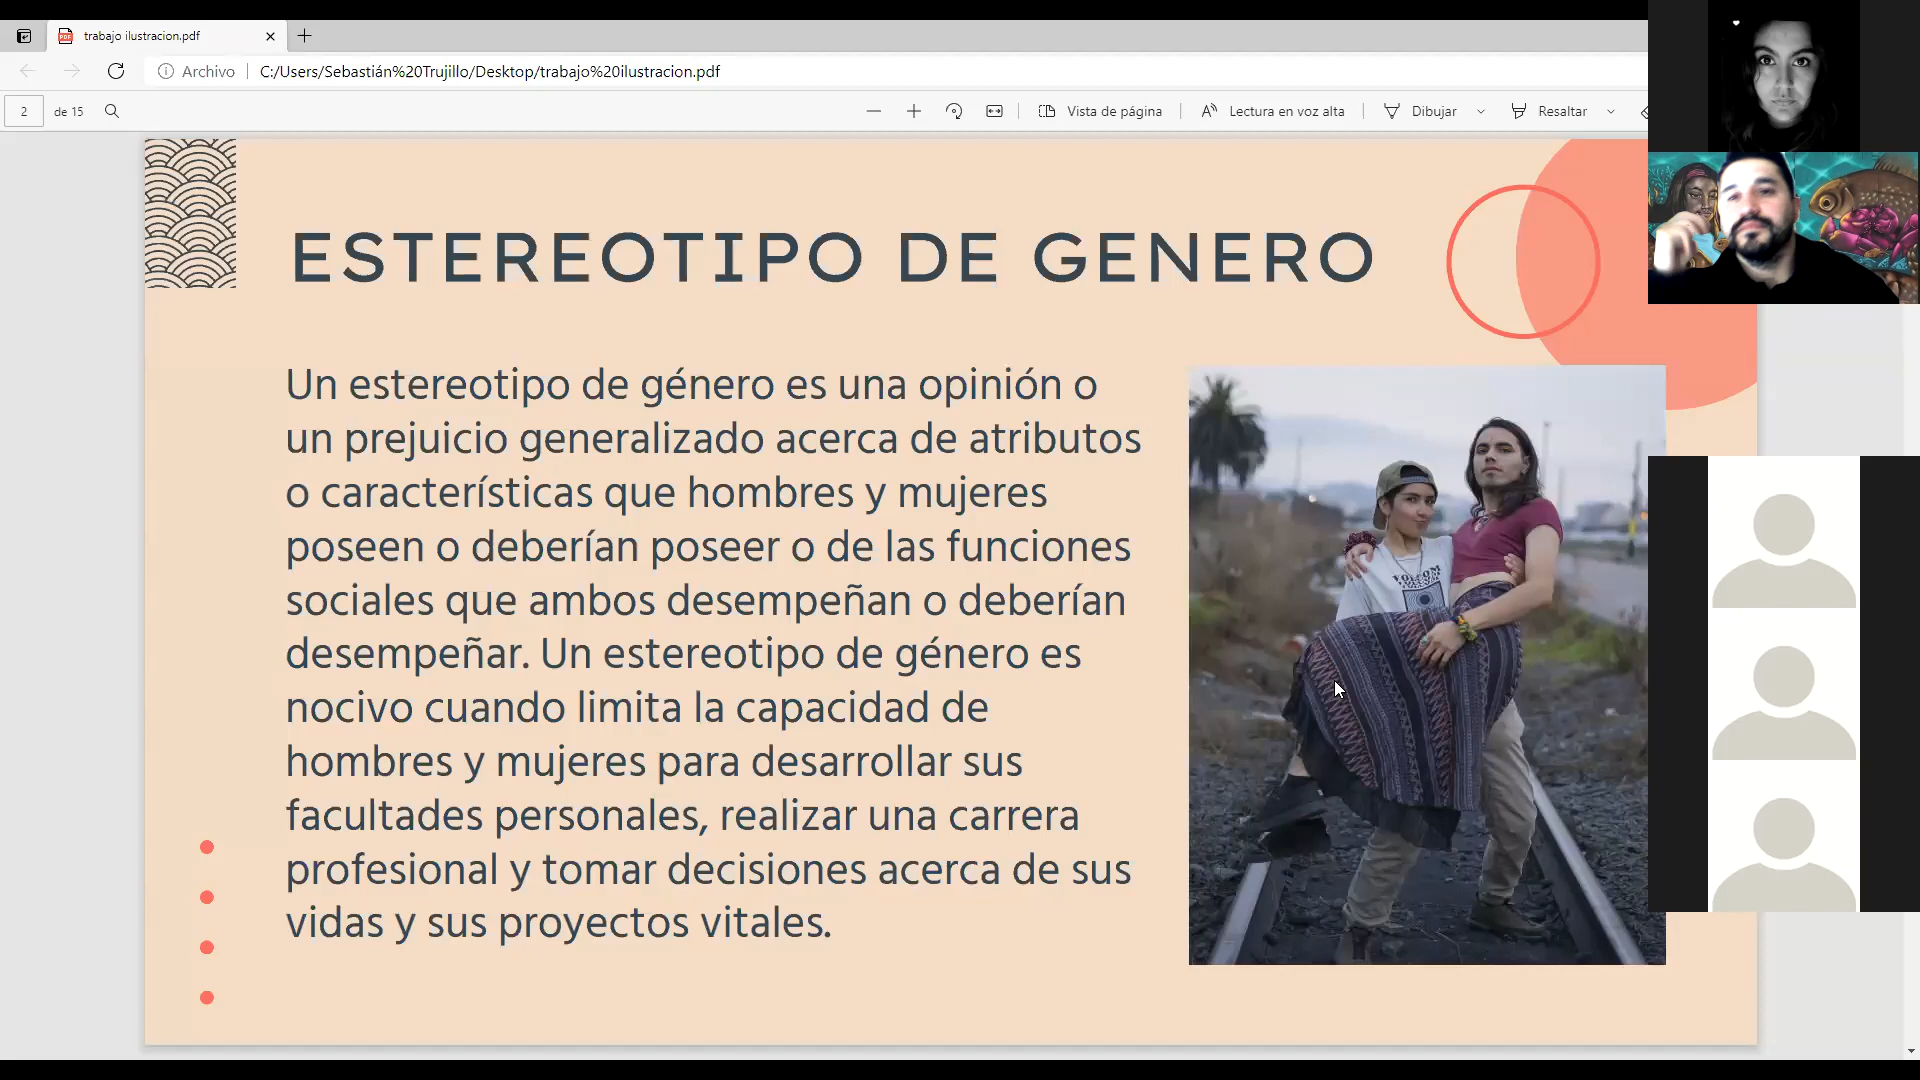 trabajo ilustracion.pdf
Archivo
C:/Users/Sebastián%20Trujillo/Desktop/trabajo%20ilustracion.pdf
2 de 15
Vista de página
Lectura en voz alta
Dibujar
Resaltar
ESTEREOTIPO DE GENERO
Un estereotipo de género es una opinión o
un prejuicio generalizado acerca de atributos
o características que hombres y mujeres
poseen o deberían poseer o de las funciones
sociales que ambos desempeñan o deberían
desempeñar. Un estereotipo de género es
nocivo cuando limita la capacidad de
hombres y mujeres para desarrollar sus
facultades personales, realizar una carrera
profesional y tomar decisiones acerca de sus
vidas y sus proyectos vitales.
VOLCOM